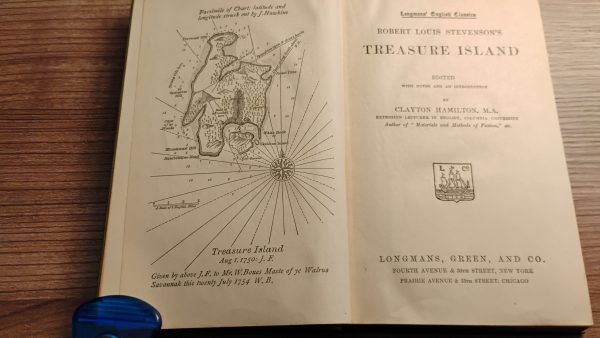 Facsimile of Chart; latitude and
longitude struck out by J. Hawkins
Treasure Island
Aug 1. 1750: J. F.
Given by above J.F. to Mr. W. Bones Maste of ye Walrus
Savannah this twenty July 1754 W. B.
Longmans' English Classics
ROBERT LOUIS STEVENSON'S
TREASURE ISLAND
EDITED
WITH NOTES AND AN INTRODUCTION
BY
CLAYTON HAMILTON, M.A.
EXTENSION LECTURER IN ENGLISH, COLUMBIA UNIVERSITY
Author of "Materials and Methods of Fiction," &c.
L Co
LONGMANS, GREEN, AND CO.
FOURTH AVENUE & 30TH STREET, NEW YORK
PRAIRIE AVENUE & 25TH STREET, CHICAGO